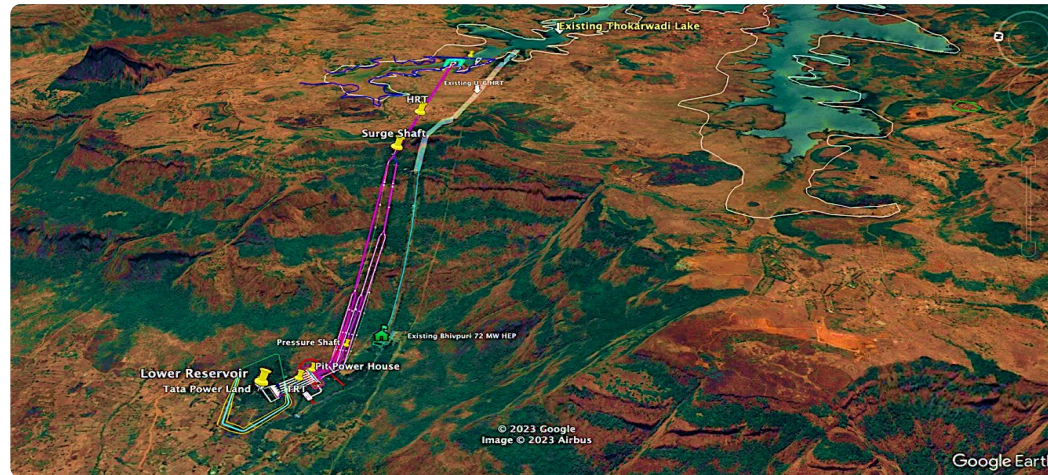 Existing Thokarwadi Lake
HRT
Surge Shaft
Existing Bhivpuri 72 MW HEP
Pressure Shaft
Pit Power House
Lower Reservoir
Tata Power Land
TRT
© 2023 Google
Image © 2023 Airbus
Google Earth